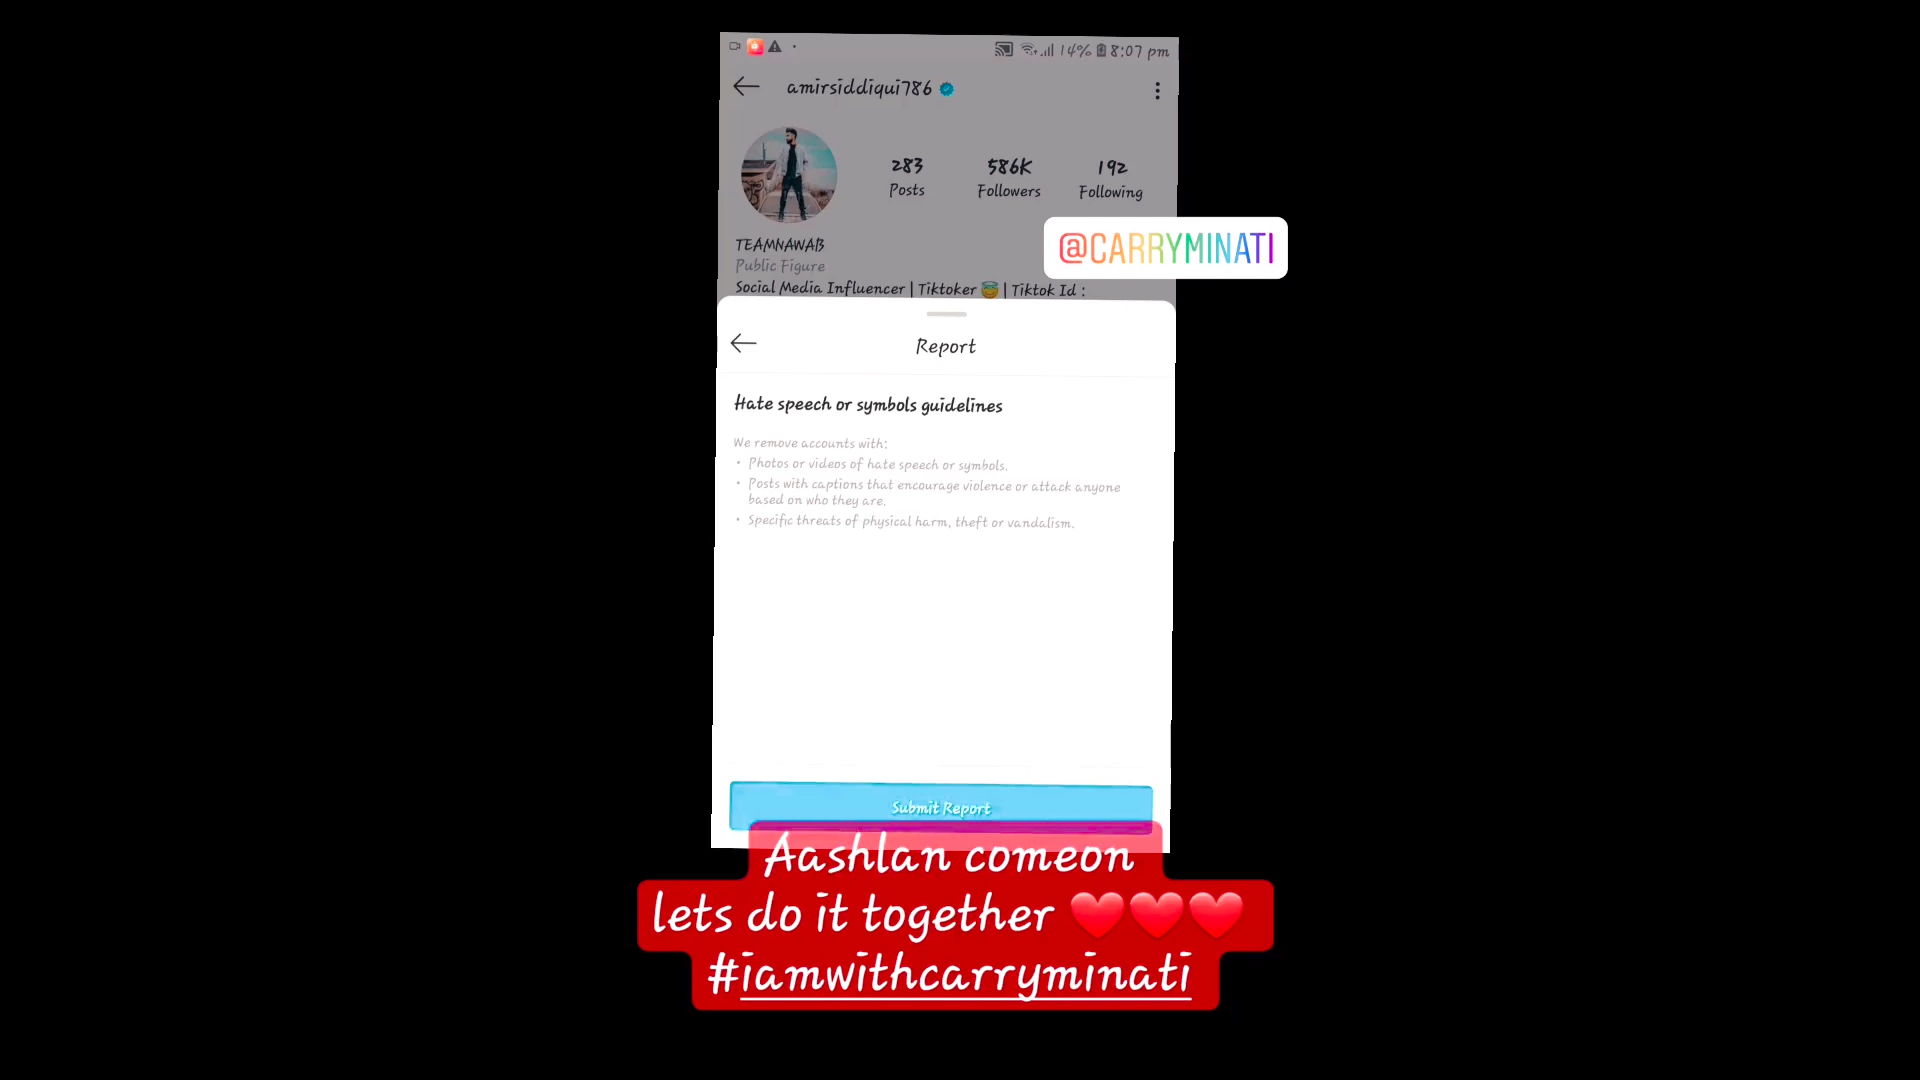 14% 8:07 pm
amirsiddiqui786
283 586K 192
Posts Followers Following
TEAMNAWAB
@CARRYMINATI
Public Figure
Social Media Influencer | Tiktoker 😇 | Tiktok Id :
Report
Hate speech or symbols guidelines
We remove accounts with:
• Photos or videos of hate speech or symbols.
• Posts with captions that encourage violence or attack anyone
based on who they are.
• Specific threats of physical harm, theft or vandalism.
Submit Report
Aashlan comeon
lets do it together ❤️❤️❤️
#iamwithcarryminati